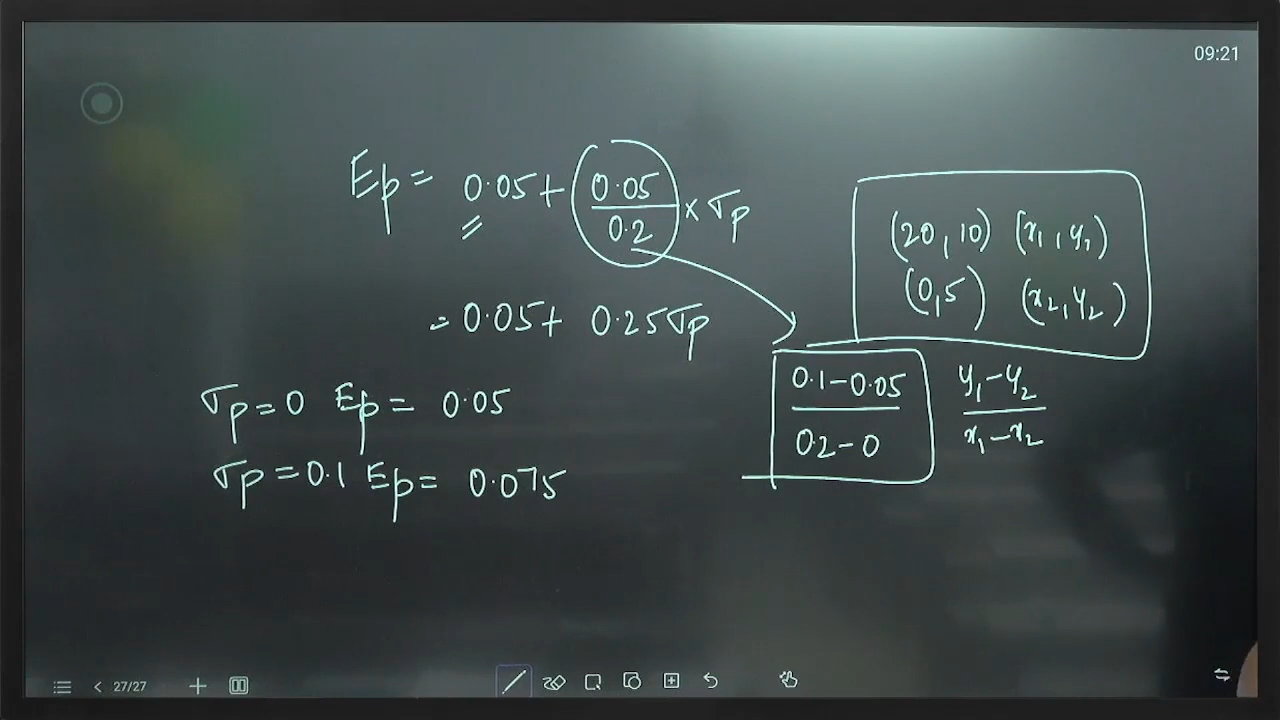 09:21
Ep = 0.05 + 0.05/0.2 × σp
= 0.05 + 0.25σp
(20, 10) (x1, y1)
(0, 5) (x2, y2)
0.1 - 0.05 / 0.2 - 0
y1 - y2 / x1 - x2
σp = 0 Ep = 0.05
σp = 0.1 Ep = 0.075
27/27